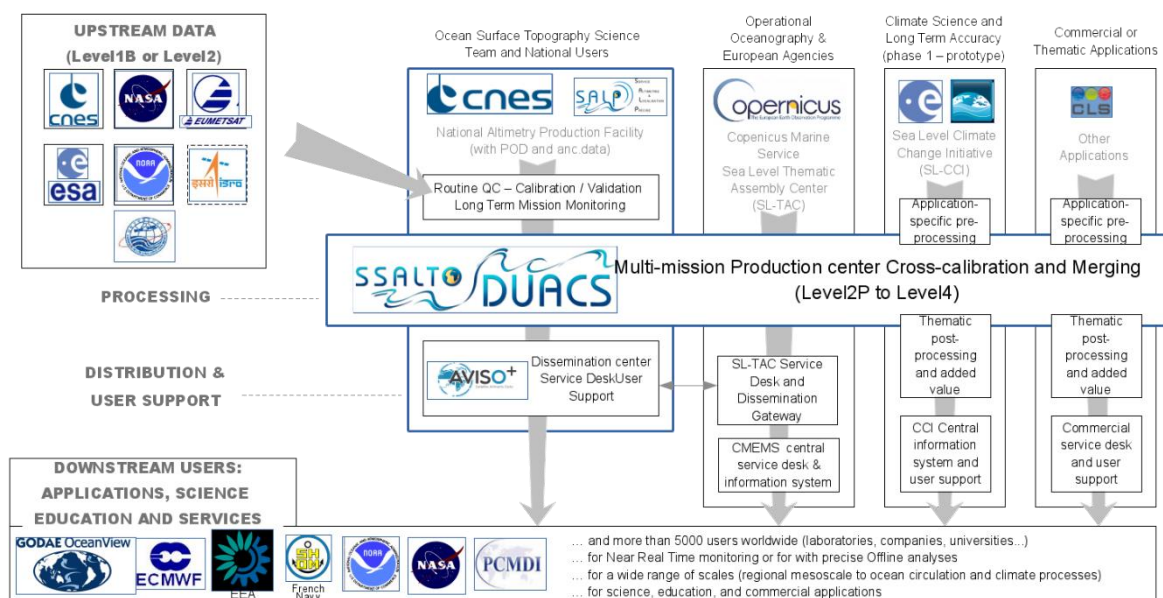 UPSTREAM DATA
(Level1B or Level2)
cnes
NASA
EUMETSAT
esa
NOAA
इसरो isro
Ocean Surface Topography Science
Team and National Users
cnes
SALP
National Altimetry Production Facility
(with POD and anc.data)
Routine QC – Calibration / Validation
Long Term Mission Monitoring
Operational
Oceanography &
European Agencies
Copernicus
The European Earth Observation Programme
Copernicus Marine
Service
Sea Level Thematic
Assembly Center
(SL-TAC)
Climate Science and
Long Term Accuracy
(phase 1 – prototype)
Sea Level Climate
Change Initiative
(SL-CCI)
Application-
specific pre-
processing
Commercial or
Thematic Applications
CLS
Other
Applications
Application-
specific pre-
processing
PROCESSING
SSALTO
DUACS
Multi-mission Production center Cross-calibration and Merging
(Level2P to Level4)
DISTRIBUTION &
USER SUPPORT
AVISO+
Dissemination center
Service DeskUser
Support
SL-TAC Service
Desk and
Dissemination
Gateway
CMEMS central
service desk &
information system
Thematic
post-
processing
and added
value
CCI Central
information
system and
user support
Thematic
post-
processing
and added
value
Commercial
service desk
and user
support
DOWNSTREAM USERS:
APPLICATIONS, SCIENCE
EDUCATION AND SERVICES
GODAE OceanView
ECMWF
EEA
SHOM
French
Navy
NOAA
NASA
PCMDI
... and more than 5000 users worldwide (laboratories, companies, universities...)
... for Near Real Time monitoring or for with precise Offline analyses
... for a wide range of scales (regional mesoscale to ocean circulation and climate processes)
... for science, education, and commercial applications